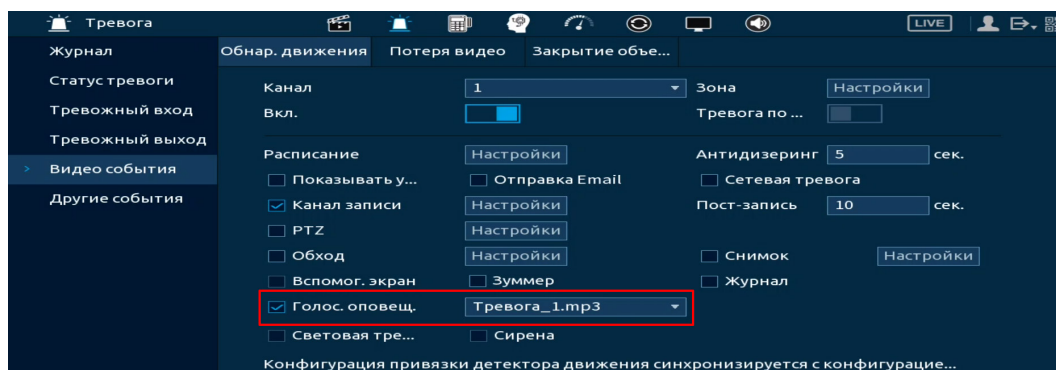 Тревога LIVE
Журнал
Статус тревоги
Тревожный вход
Тревожный выход
Видео события
Другие события
Обнар. движения Потеря видео Закрытие объе...
Канал 1 Зона Настройки
Вкл. Тревога по ...
Расписание Настройки Антидизеринг 5 сек.
Показывать у... Отправка Email Сетевая тревога
Канал записи Настройки Пост-запись 10 сек.
PTZ Настройки
Обход Настройки Снимок Настройки
Вспомог. экран Зуммер Журнал
Голос. оповещ. Тревога_1.mp3
Световая тре... Сирена
Конфигурация привязки детектора движения синхронизируется с конфигурацие...